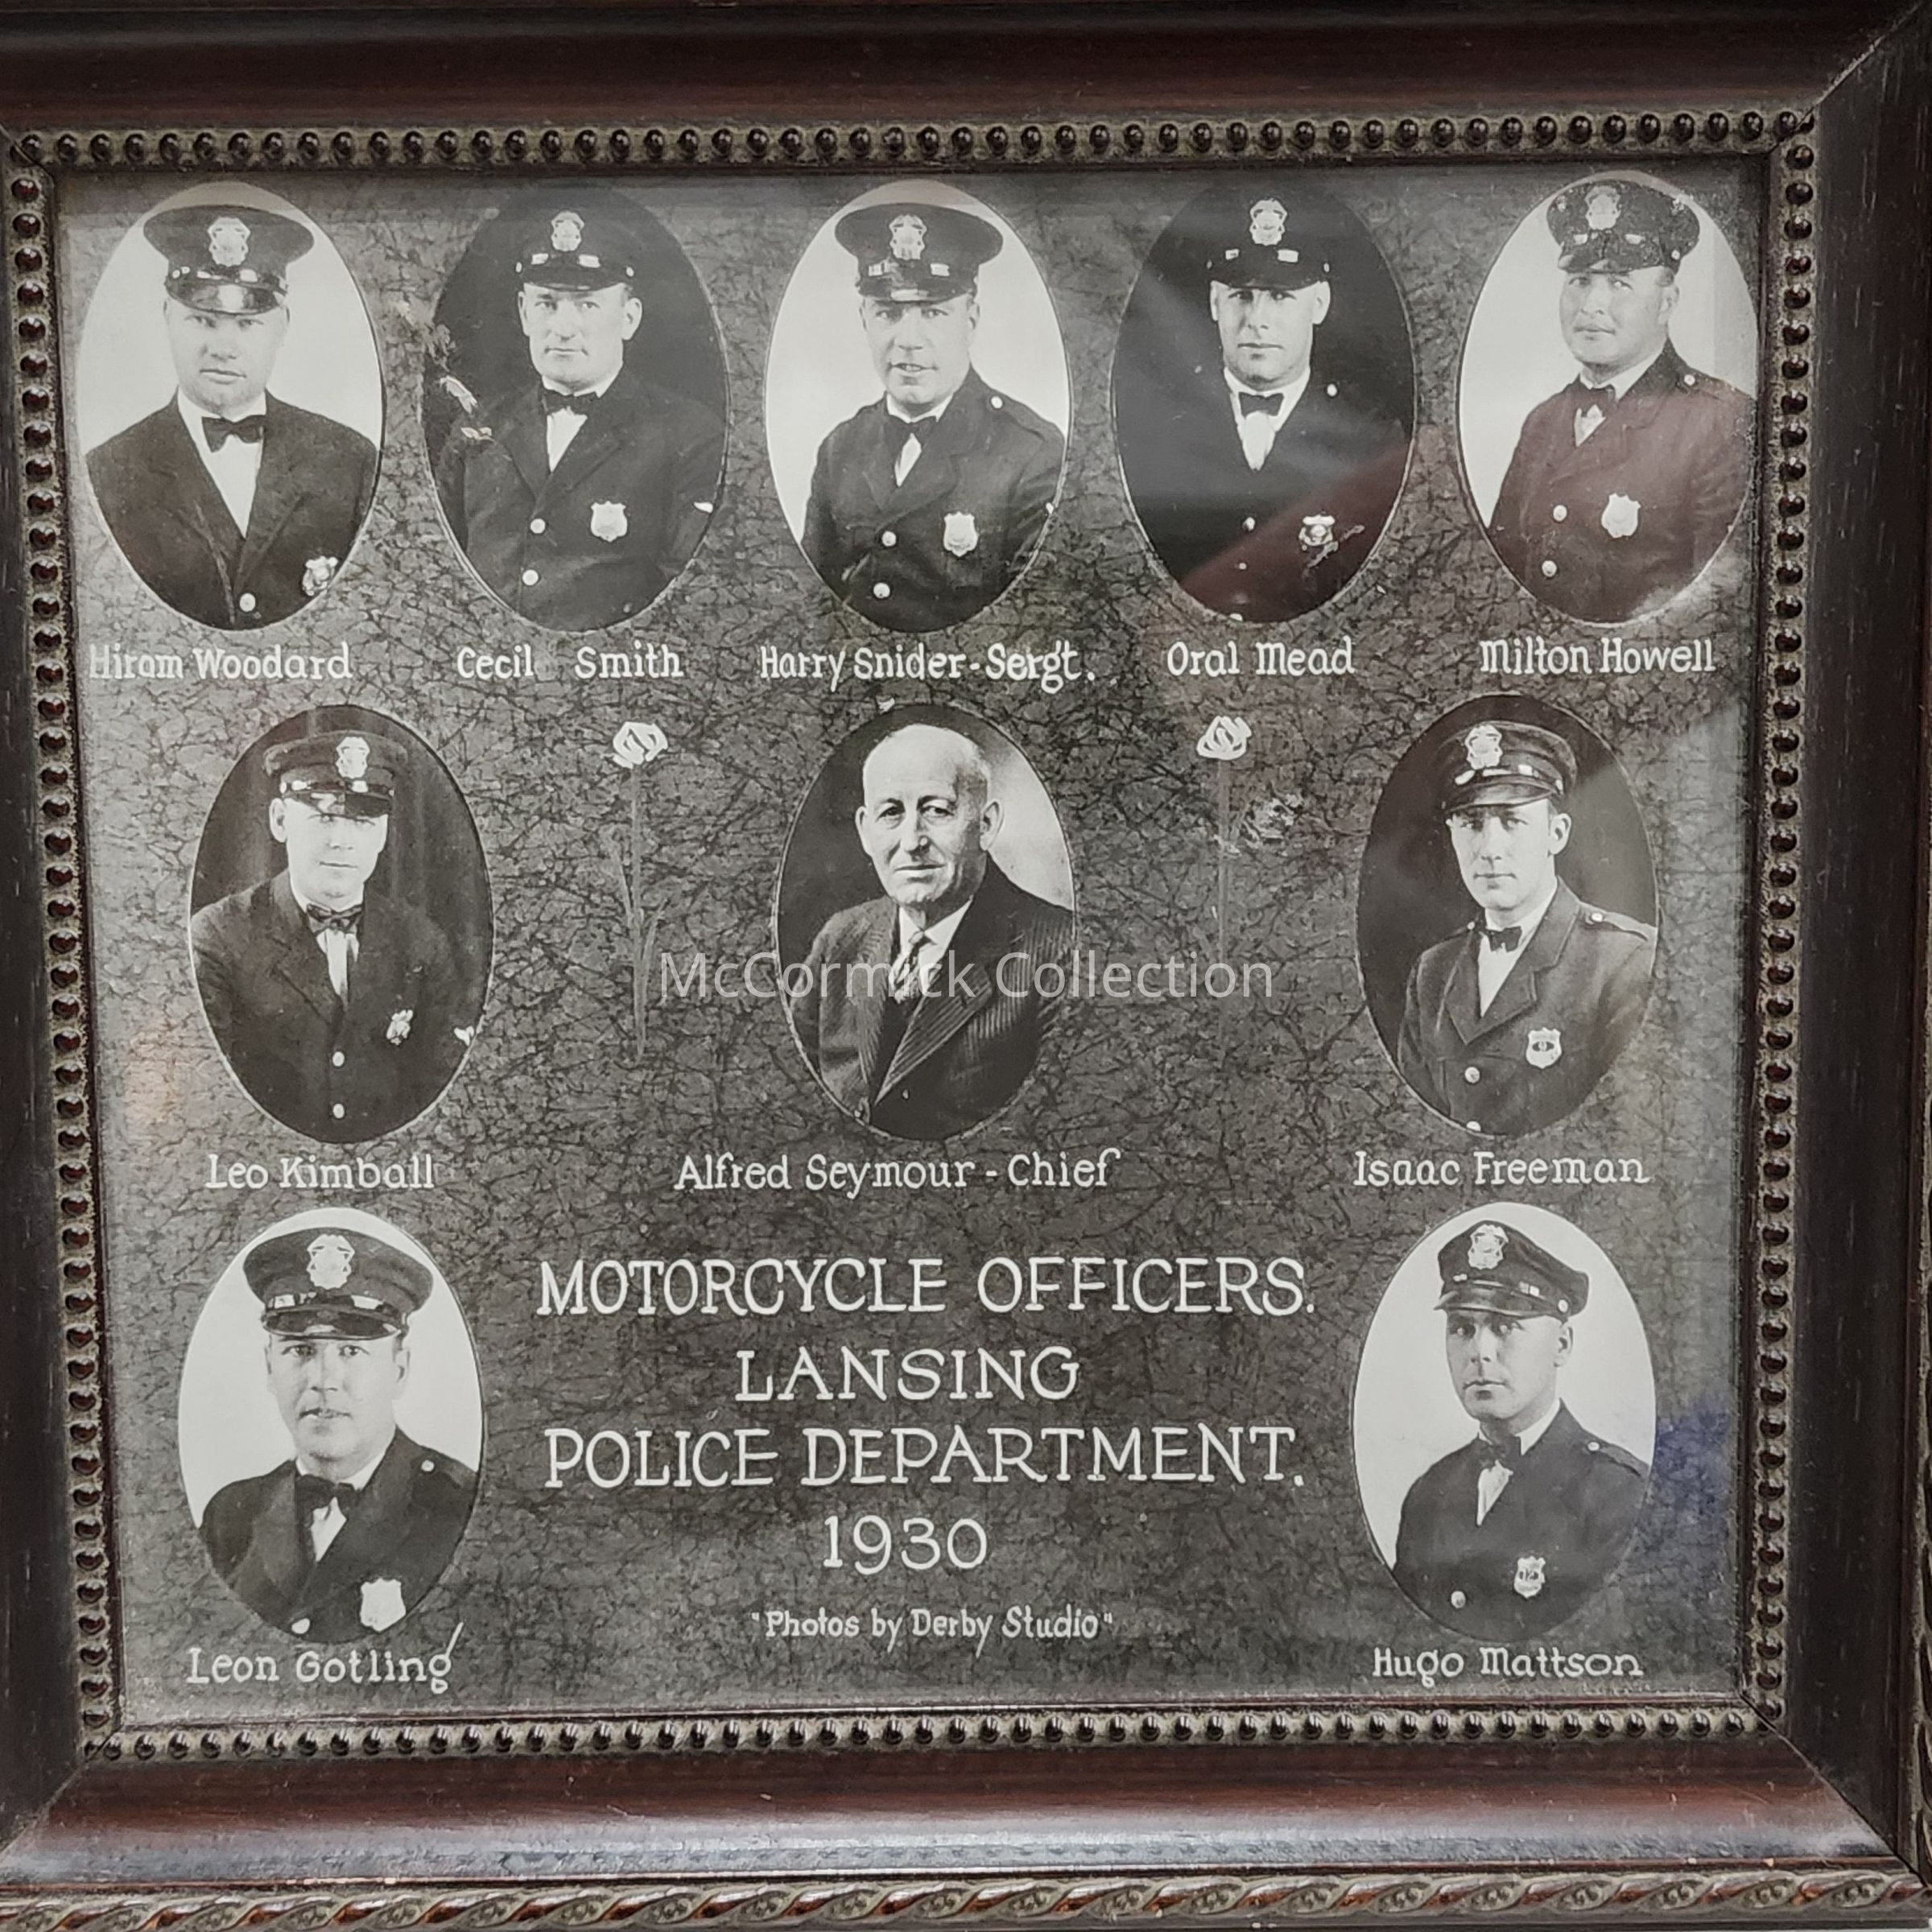 Hiram Woodard
Cecil Smith
Harry Snider-Sergt.
Oral Mead
Milton Howell
McCormick Collection
Leo Kimball
Alfred Seymour - Chief
Isaac Freeman
MOTORCYCLE OFFICERS.
LANSING
POLICE DEPARTMENT.
1930
"Photos by Derby Studio"
Leon Gotling
Hugo Mattson